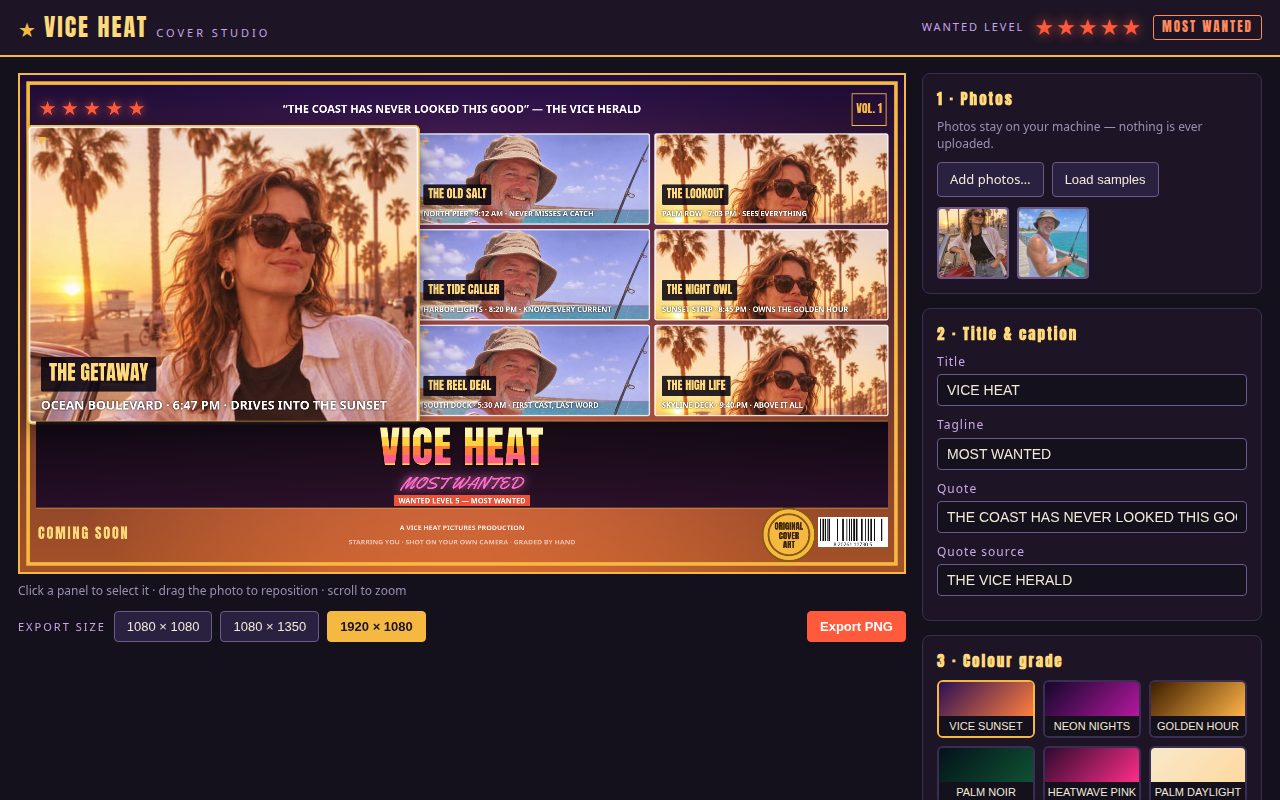 ★ VICE HEAT COVER STUDIO
WANTED LEVEL ★★★★★ MOST WANTED
★★★★★ “THE COAST HAS NEVER LOOKED THIS GOOD” — THE VICE HERALD VOL. 1
THE GETAWAY
OCEAN BOULEVARD · 6:47 PM · DRIVES INTO THE SUNSET
THE OLD SALT
NORTH PIER · 9:12 AM · NEVER MISSES A CATCH
THE LOOKOUT
PALM ROW · 7:03 PM · SEES EVERYTHING
THE TIDE CALLER
HARBOR LIGHTS · 8:20 PM · KNOWS EVERY CURRENT
THE NIGHT OWL
SUNSET STRIP · 8:45 PM · OWNS THE GOLDEN HOUR
THE REEL DEAL
SOUTH DOCK · 5:30 AM · FIRST CAST, LAST WORD
THE HIGH LIFE
SKYLINE DECK · 9:40 PM · ABOVE IT ALL
VICE HEAT
MOST WANTED
WANTED LEVEL 5 — MOST WANTED
COMING SOON
A VICE HEAT PICTURES PRODUCTION
STARRING YOU · SHOT ON YOUR OWN CAMERA · GRADED BY HAND
ORIGINAL
COVER
ART
Click a panel to select it · drag the photo to reposition · scroll to zoom
EXPORT SIZE 1080 × 1080 1080 × 1350 1920 × 1080 Export PNG
1 · Photos
Photos stay on your machine — nothing is ever
uploaded.
Add photos… Load samples
2 · Title & caption
Title
VICE HEAT
Tagline
MOST WANTED
Quote
THE COAST HAS NEVER LOOKED THIS GO
Quote source
THE VICE HERALD
3 · Colour grade
VICE SUNSET NEON NIGHTS GOLDEN HOUR
PALM NOIR HEATWAVE PINK PALM DAYLIGHT